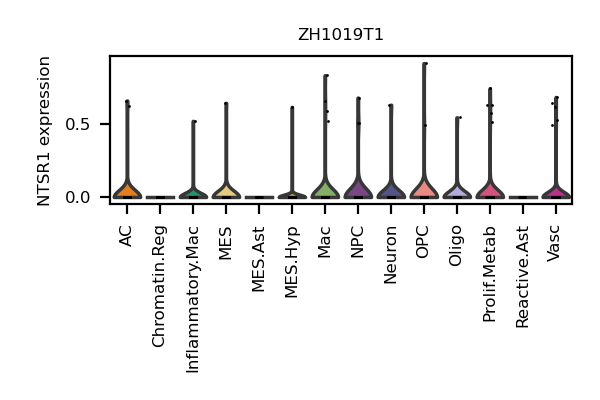 ZH1019T1
NTSR1 expression
0.5
0.0
AC
Chromatin.Reg
Inflammatory.Mac
MES
MES.Ast
MES.Hyp
Mac
NPC
Neuron
OPC
Oligo
Prolif.Metab
Reactive.Ast
Vasc